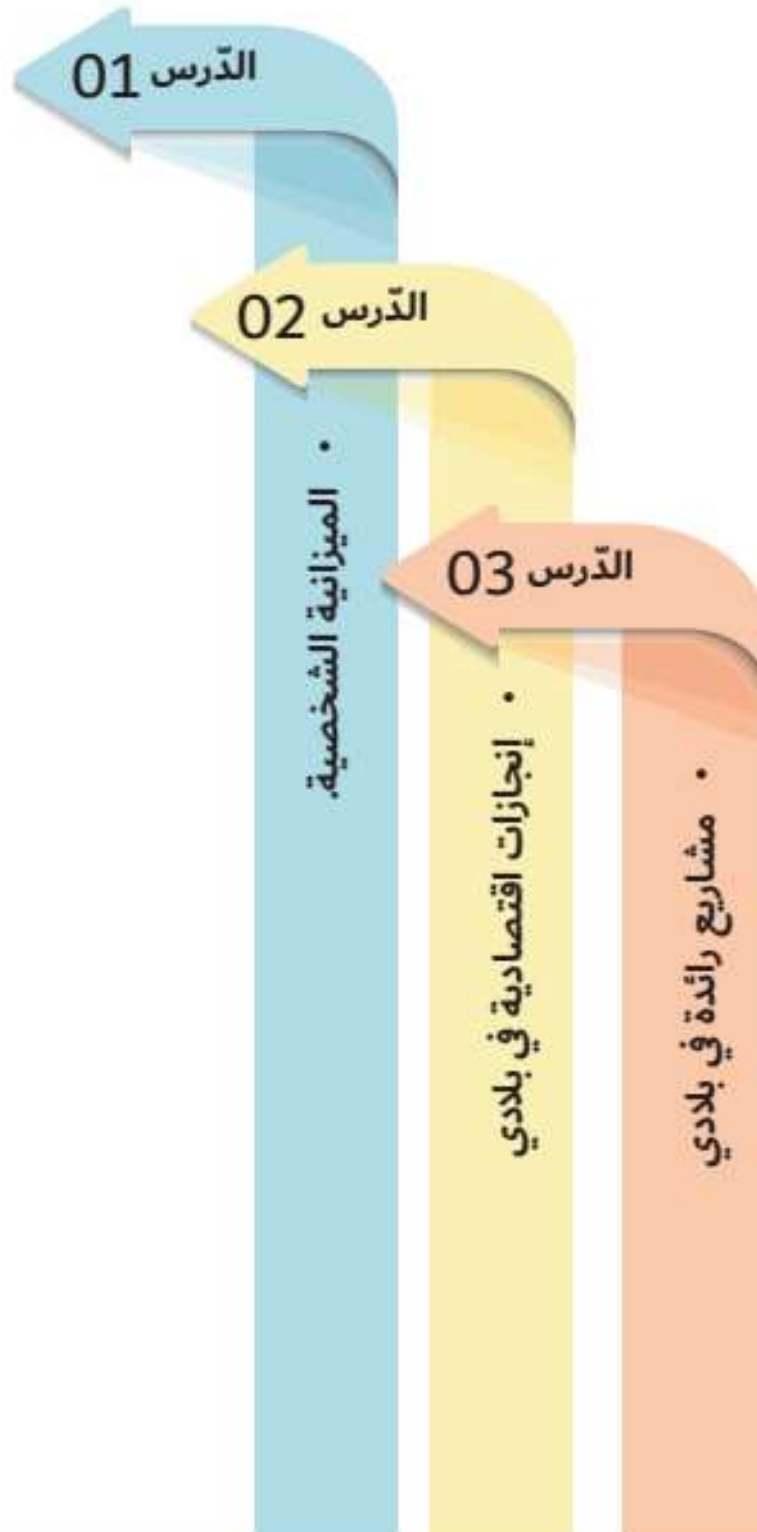 الدّرس 01
الدّرس 02
الدّرس 03
• الميزانية الشخصية.
• إنجازات اقتصادية في بلادي
• مشاريع رائدة في بلادي